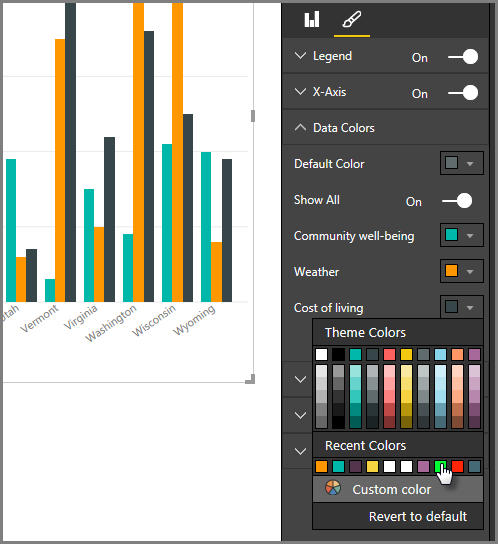 Legend On
X-Axis On
Data Colors
Default Color
Show All On
Community well-being
Weather
Cost of living
Theme Colors
Recent Colors
Custom color
Revert to default
Utah
Vermont
Virginia
Washington
Wisconsin
Wyoming